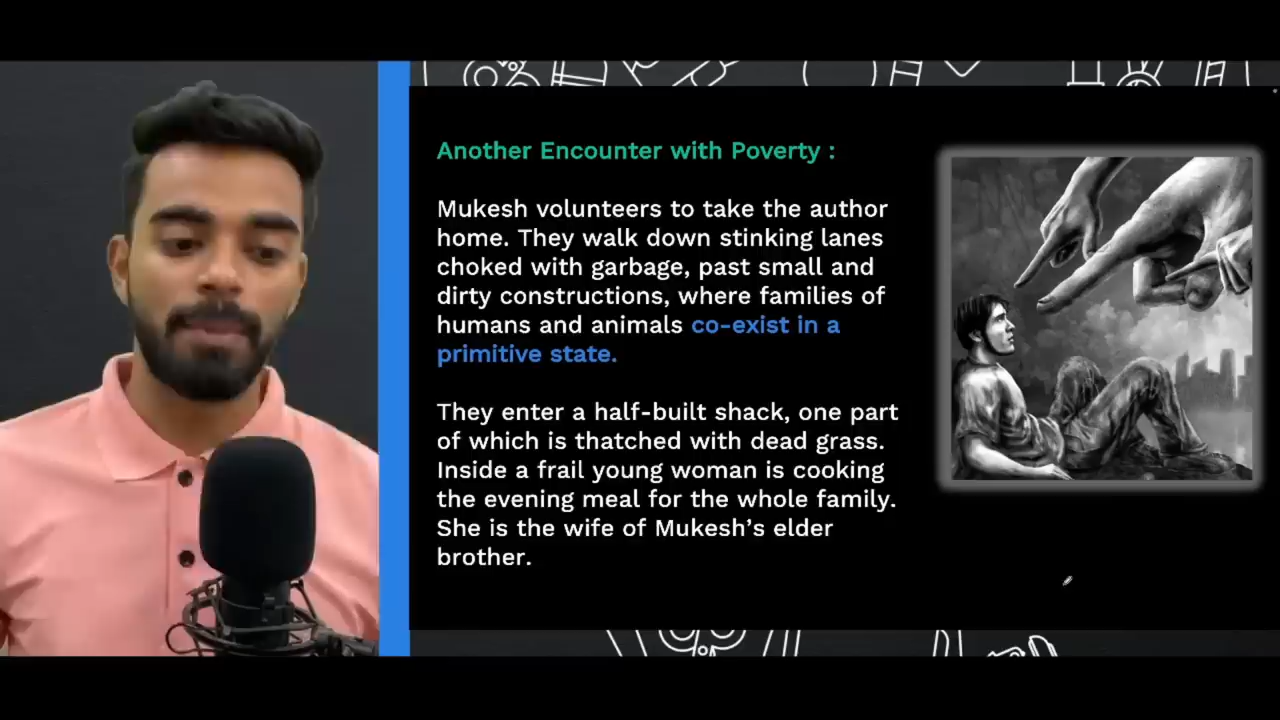 Another Encounter with Poverty :
Mukesh volunteers to take the author
home. They walk down stinking lanes
choked with garbage, past small and
dirty constructions, where families of
humans and animals co-exist in a
primitive state.
They enter a half-built shack, one part
of which is thatched with dead grass.
Inside a frail young woman is cooking
the evening meal for the whole family.
She is the wife of Mukesh’s elder
brother.